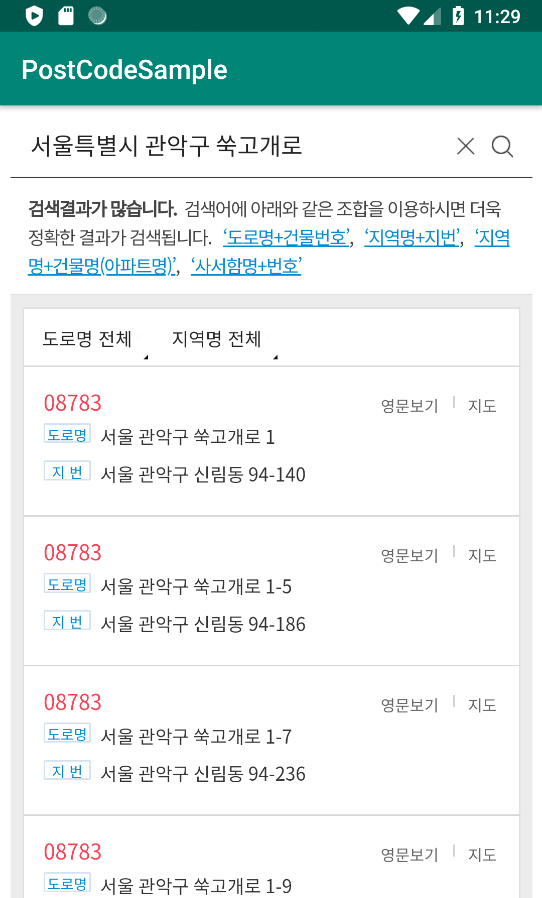 11:29
PostCodeSample
서울특별시 관악구 쑥고개로
검색결과가 많습니다. 검색어에 아래와 같은 조합을 이용하시면 더욱
정확한 결과가 검색됩니다. ‘도로명+건물번호’, ‘지역명+지번’, ‘지역
명+건물명(아파트명)’, ‘사서함명+번호’
도로명 전체 지역명 전체
08783 영문보기 지도
도로명 서울 관악구 쑥고개로 1
지 번 서울 관악구 신림동 94-140
08783 영문보기 지도
도로명 서울 관악구 쑥고개로 1-5
지 번 서울 관악구 신림동 94-186
08783 영문보기 지도
도로명 서울 관악구 쑥고개로 1-7
지 번 서울 관악구 신림동 94-236
08783 영문보기 지도
도로명 서울 관악구 쑥고개로 1-9